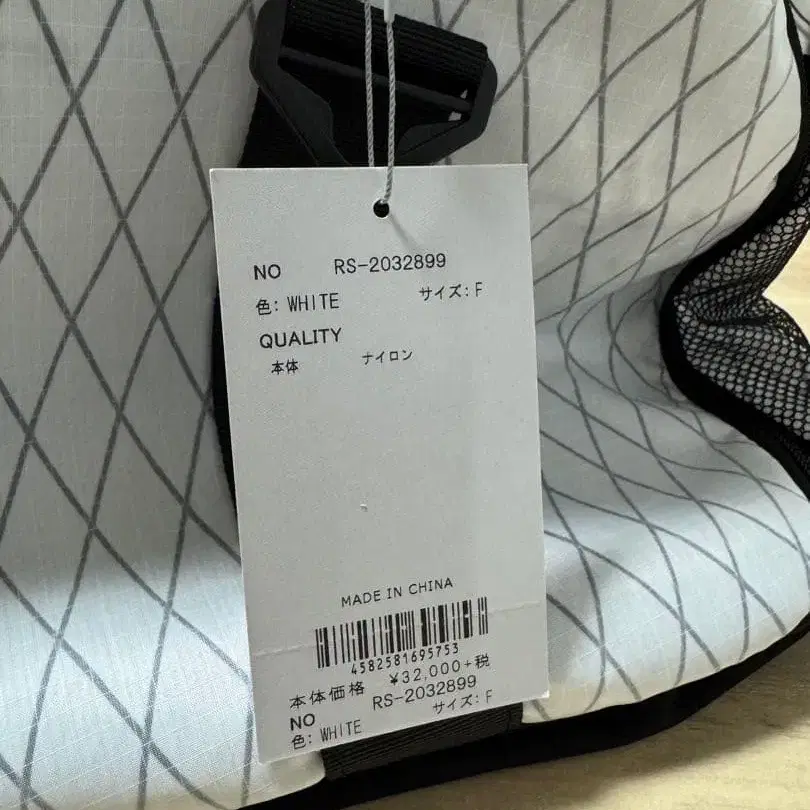 NO RS-2032899
色: WHITE サイズ: F
QUALITY
本体 ナイロン
MADE IN CHINA
4582581695753
本体価格 ¥32,000+税
NO RS-2032899
色: WHITE サイズ: F